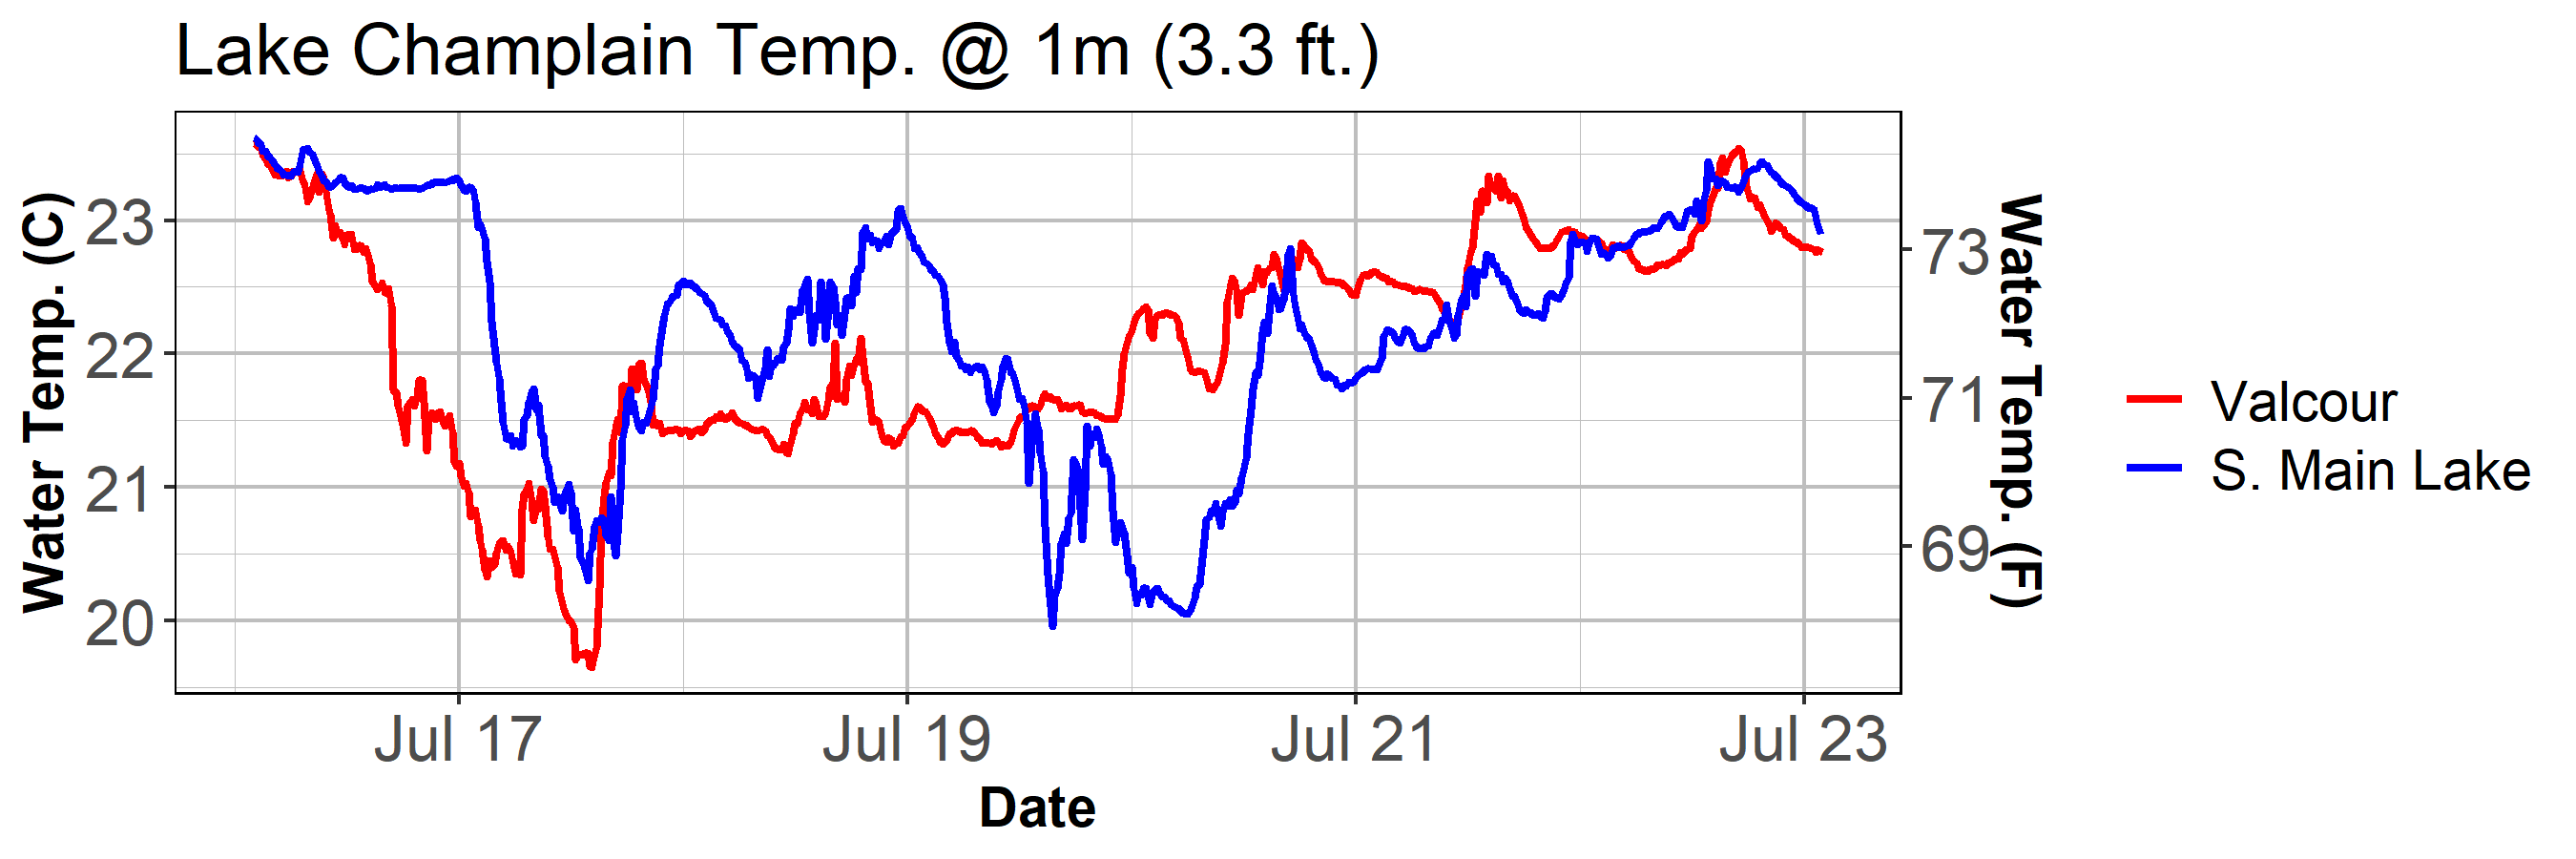 Lake Champlain Temp. @ 1m (3.3 ft.)
Water Temp. (C)
23
22
21
20
73
71
69
Water Temp. (F)
Jul 17
Jul 19
Jul 21
Jul 23
Date
Valcour
S. Main Lake